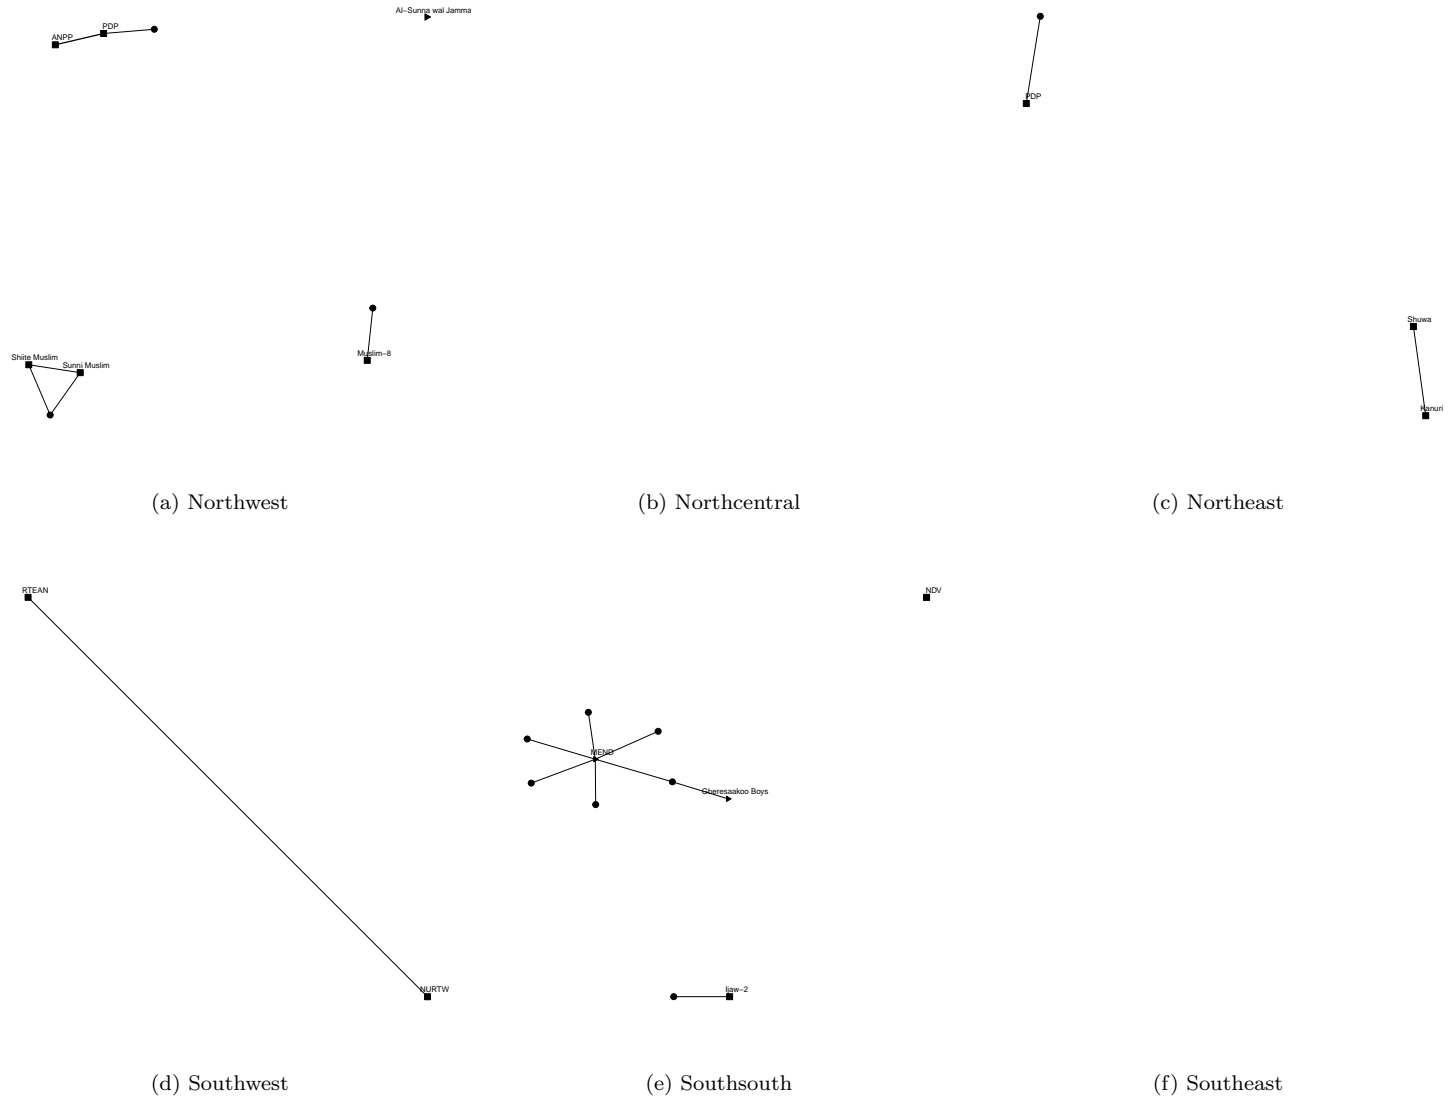 Al-Sunna wal Jamma
PDP
ANPP
PDP
Shuwa
Muslim-8
Shiite Muslim
Sunni Muslim
Kanuri
(a) Northwest
(b) Northcentral
(c) Northeast
RTEAN
NDV
MEND
Gberesaakoo Boys
NURTW
Ijaw-2
(d) Southwest
(e) Southsouth
(f) Southeast